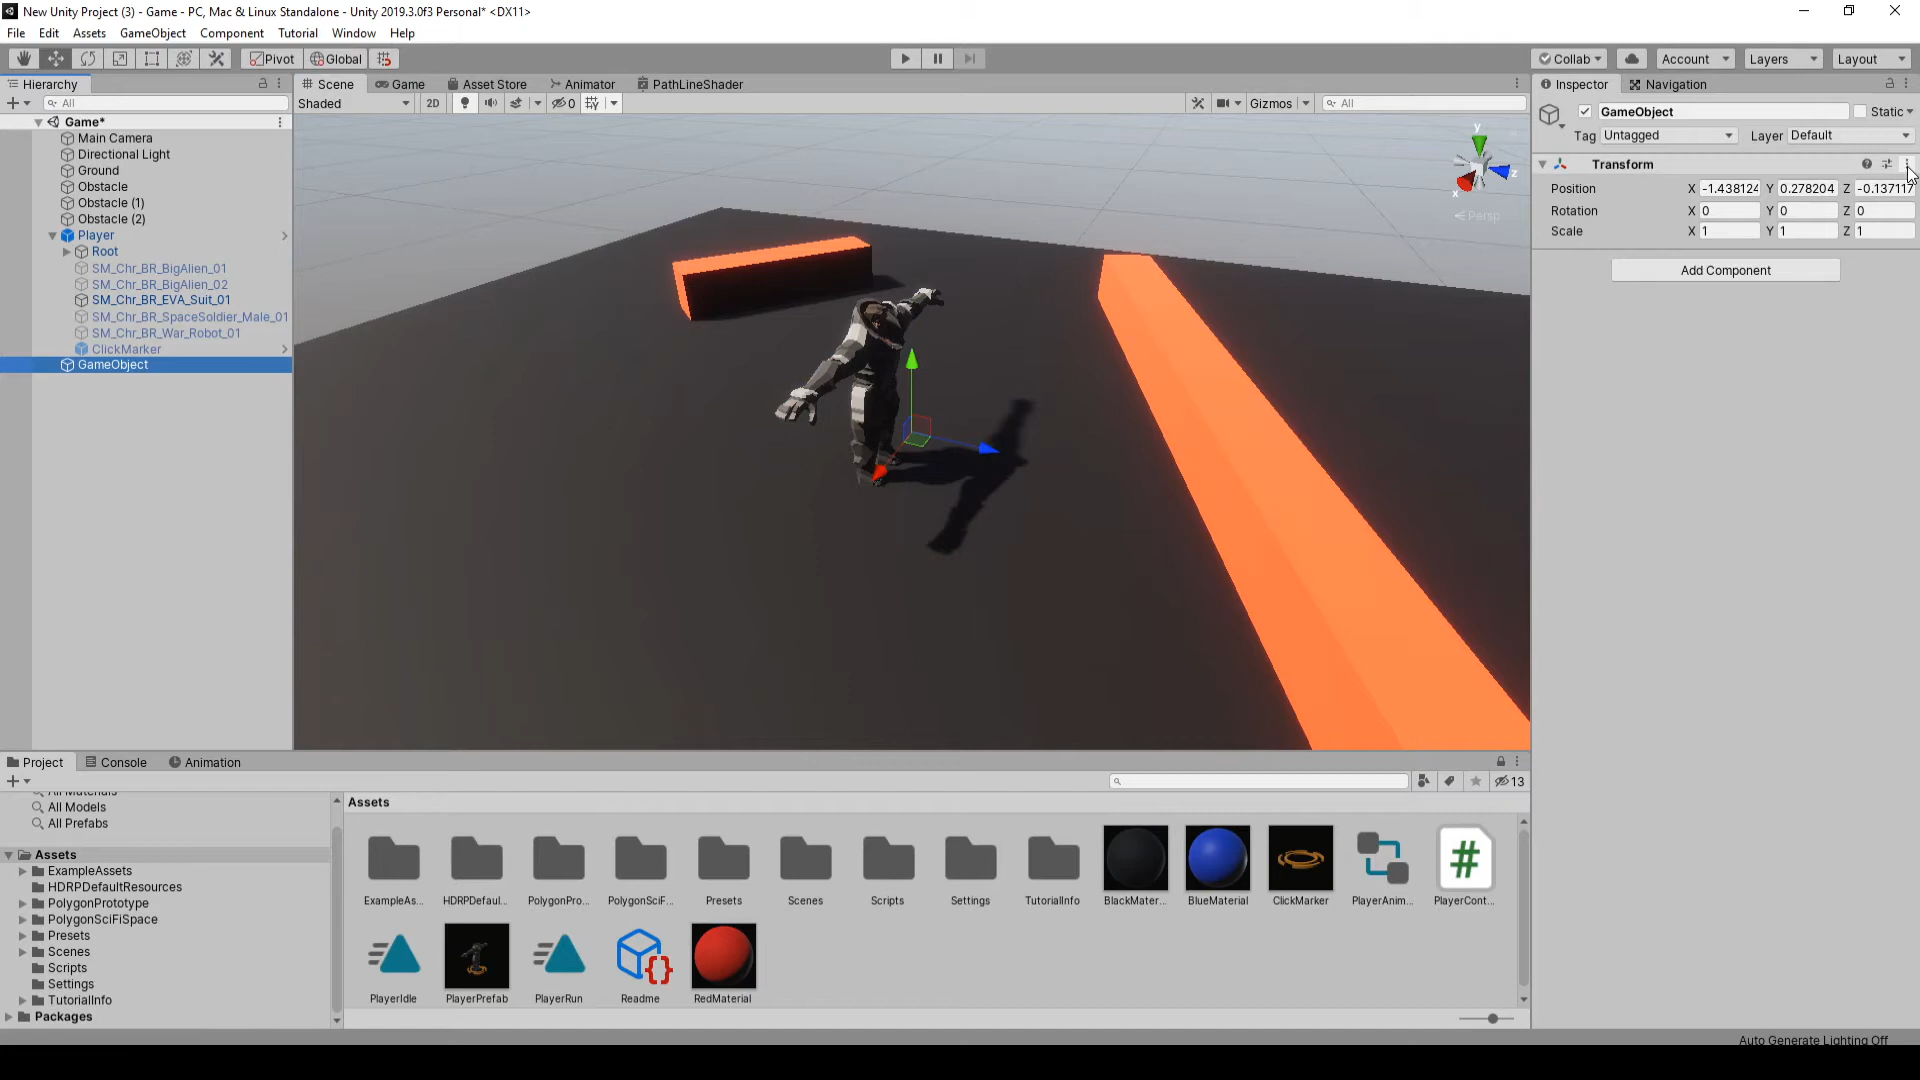 New Unity Project (3) - Game - PC, Mac & Linux Standalone - Unity 2019.3.0f3 Personal* <DX11>
File Edit Assets GameObject Component Tutorial Window Help
Pivot Global Collab Account Layers Layout
Hierarchy
All
Game*
Main Camera
Directional Light
Ground
Obstacle
Obstacle (1)
Obstacle (2)
Player
Root
SM_Chr_BR_BigAlien_01
SM_Chr_BR_BigAlien_02
SM_Chr_BR_EVA_Suit_01
SM_Chr_BR_SpaceSoldier_Male_01
SM_Chr_BR_War_Robot_01
ClickMarker
GameObject
Scene Game Asset Store Animator PathLineShader
Shaded 2D 0 Gizmos All
y
x z
Persp
Inspector Navigation
GameObject Static
Tag Untagged Layer Default
Transform
Position X -1.438124 Y 0.278204 Z -0.137117
Rotation X 0 Y 0 Z 0
Scale X 1 Y 1 Z 1
Add Component
Project Console Animation
13
All Materials
All Models
All Prefabs
Assets
ExampleAssets
HDRPDefaultResources
PolygonPrototype
PolygonSciFiSpace
Presets
Scenes
Scripts
Settings
TutorialInfo
Packages
Assets
ExampleAs... HDRPDefaul... PolygonPro... PolygonSciF... Presets Scenes Scripts Settings TutorialInfo BlackMater... BlueMaterial ClickMarker PlayerAnim... PlayerCont...
PlayerIdle PlayerPrefab PlayerRun Readme RedMaterial
Auto Generate Lighting Off